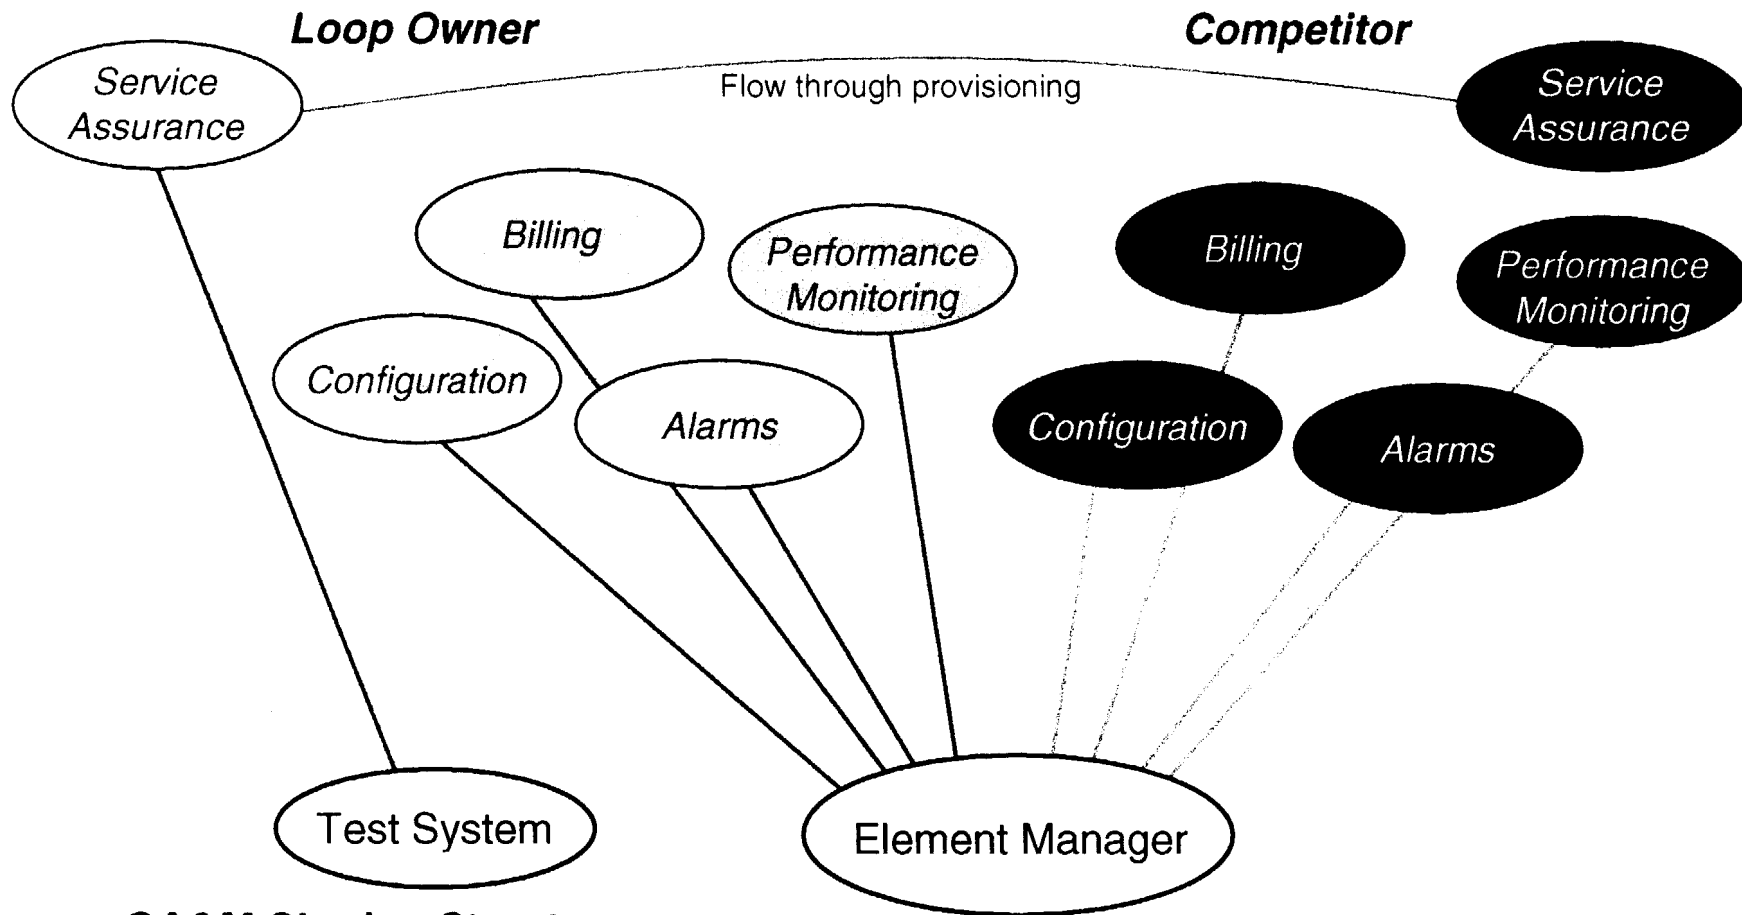 Loop Owner
Competitor
Service
Assurance
Flow through provisioning
Service
Assurance
Billing
Performance
Monitoring
Billing
Performance
Monitoring
Configuration
Alarms
Configuration
Alarms
Test System
Element Manager